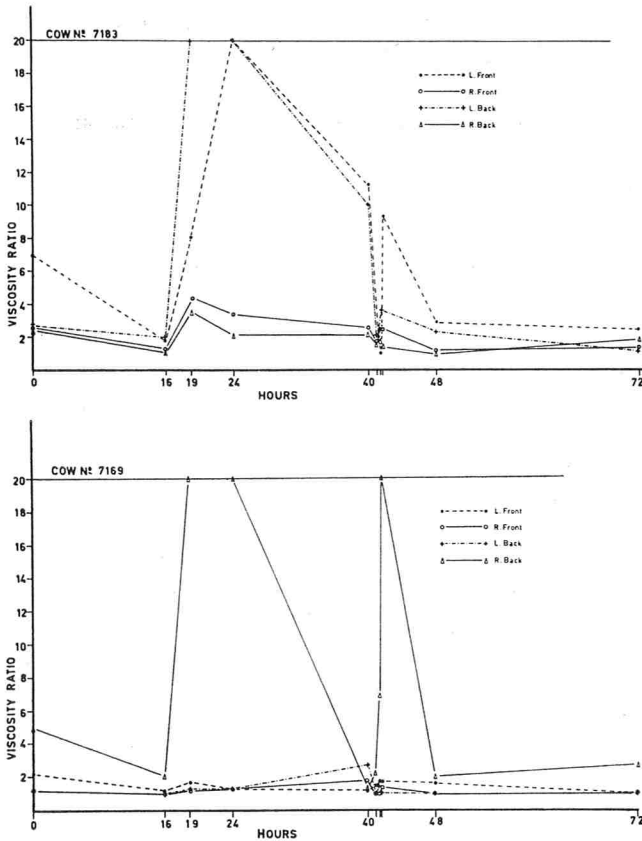 COW Nº 7183
20
18
16
14
12
10
8
6
4
2
VISCOSITY RATIO
L. Front
R. Front
L. Back
R. Back
0 16 19 24 40 48 72
HOURS
COW Nº 7169
20
18
16
14
12
10
8
6
4
2
VISCOSITY RATIO
L. Front
R. Front
L. Back
R. Back
0 16 19 24 40 48 72
HOURS